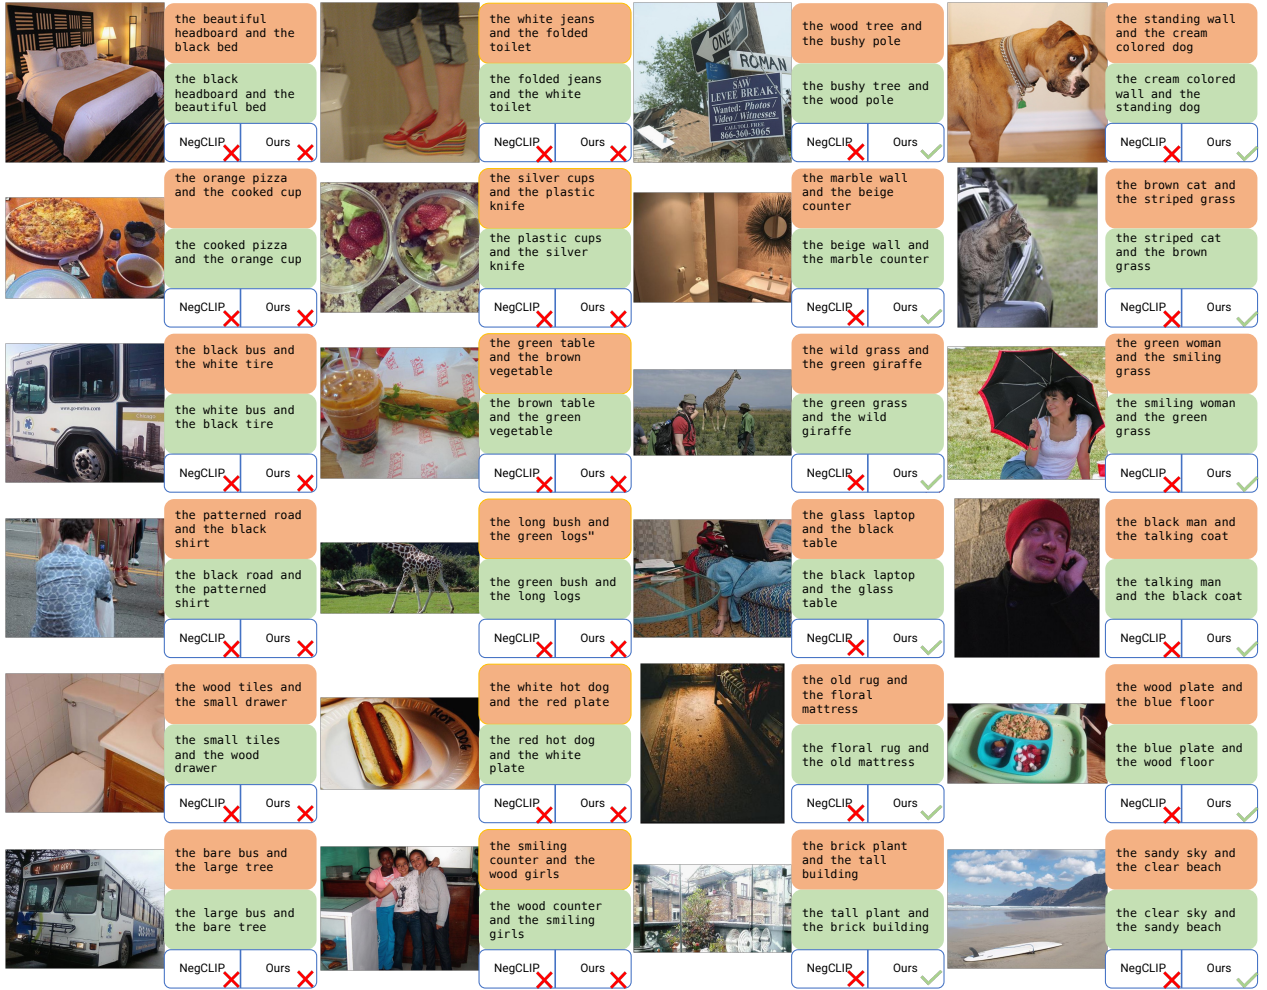 the beautiful
headboard and the
black bed
the black
headboard and the
beautiful bed
NegCLIP
Ours
the white jeans
and the folded
toilet
the folded jeans
and the white
toilet
NegCLIP
Ours
ONE WAY
ROMAN
SAW
LEVEE BREAK?
Wanted: Photos /
Video / Witnesses
CALL TOLL FREE
866-360-3065
the wood tree and
the bushy pole
the bushy tree and
the wood pole
NegCLIP
Ours
the standing wall
and the cream
colored dog
the cream colored
wall and the
standing dog
NegCLIP
Ours
the orange pizza
and the cooked cup
the cooked pizza
and the orange cup
NegCLIP
Ours
the silver cups
and the plastic
knife
the plastic cups
and the silver
knife
NegCLIP
Ours
the marble wall
and the beige
counter
the beige wall and
the marble counter
NegCLIP
Ours
the brown cat and
the striped grass
the striped cat
and the brown
grass
NegCLIP
Ours
the black bus and
the white tire
the white bus and
the black tire
NegCLIP
Ours
the green table
and the brown
vegetable
the brown table
and the green
vegetable
NegCLIP
Ours
the wild grass and
the green giraffe
the green grass
and the wild
giraffe
NegCLIP
Ours
the green woman
and the smiling
grass
the smiling woman
and the green
grass
NegCLIP
Ours
the patterned road
and the black
shirt
the black road and
the patterned
shirt
NegCLIP
Ours
the long bush and
the green logs"
the green bush and
the long logs
NegCLIP
Ours
the glass laptop
and the black
table
the black laptop
and the glass
table
NegCLIP
Ours
the black man and
the talking coat
the talking man
and the black coat
NegCLIP
Ours
the wood tiles and
the small drawer
the small tiles
and the wood
drawer
NegCLIP
Ours
HOT DOG
the white hot dog
and the red plate
the red hot dog
and the white
plate
NegCLIP
Ours
the old rug and
the floral
mattress
the floral rug and
the old mattress
NegCLIP
Ours
the wood plate and
the blue floor
the blue plate and
the wood floor
NegCLIP
Ours
the bare bus and
the large tree
the large bus and
the bare tree
NegCLIP
Ours
the smiling
counter and the
wood girls
the wood counter
and the smiling
girls
NegCLIP
Ours
the brick plant
and the tall
building
the tall plant and
the brick building
NegCLIP
Ours
the sandy sky and
the clear beach
the clear sky and
the sandy beach
NegCLIP
Ours